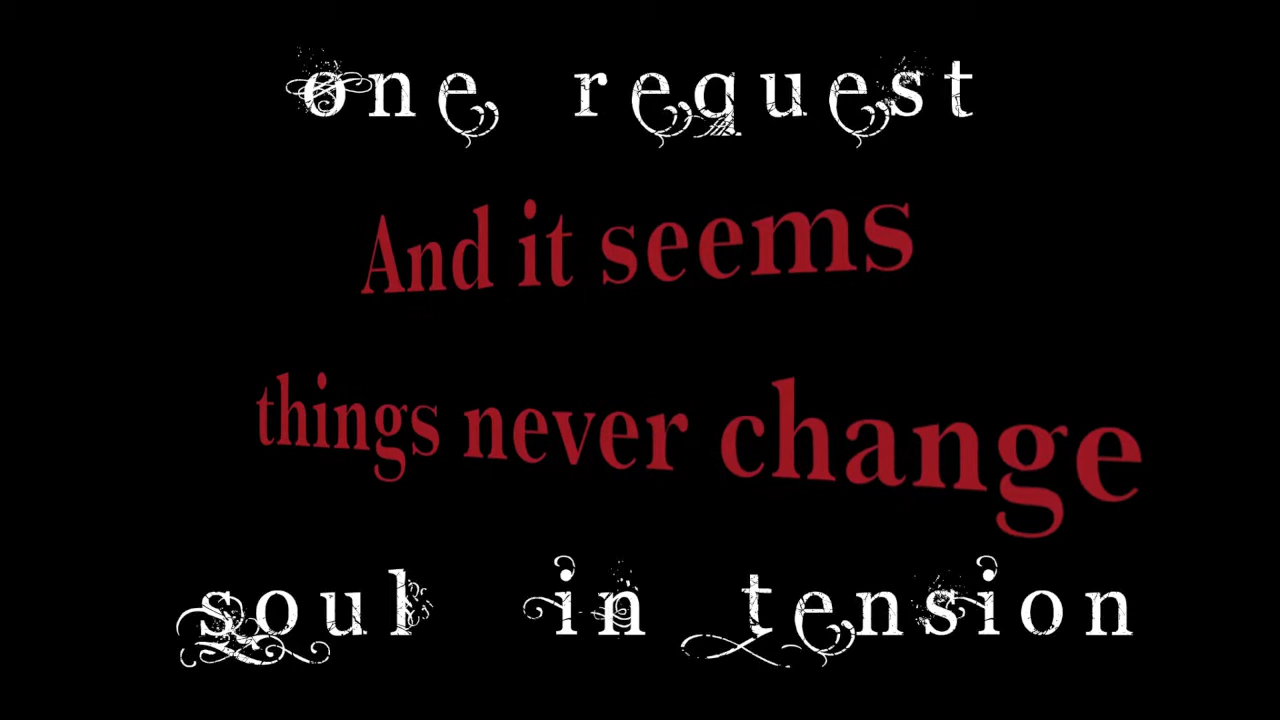 one request
And it seems
things never change
soul in tension